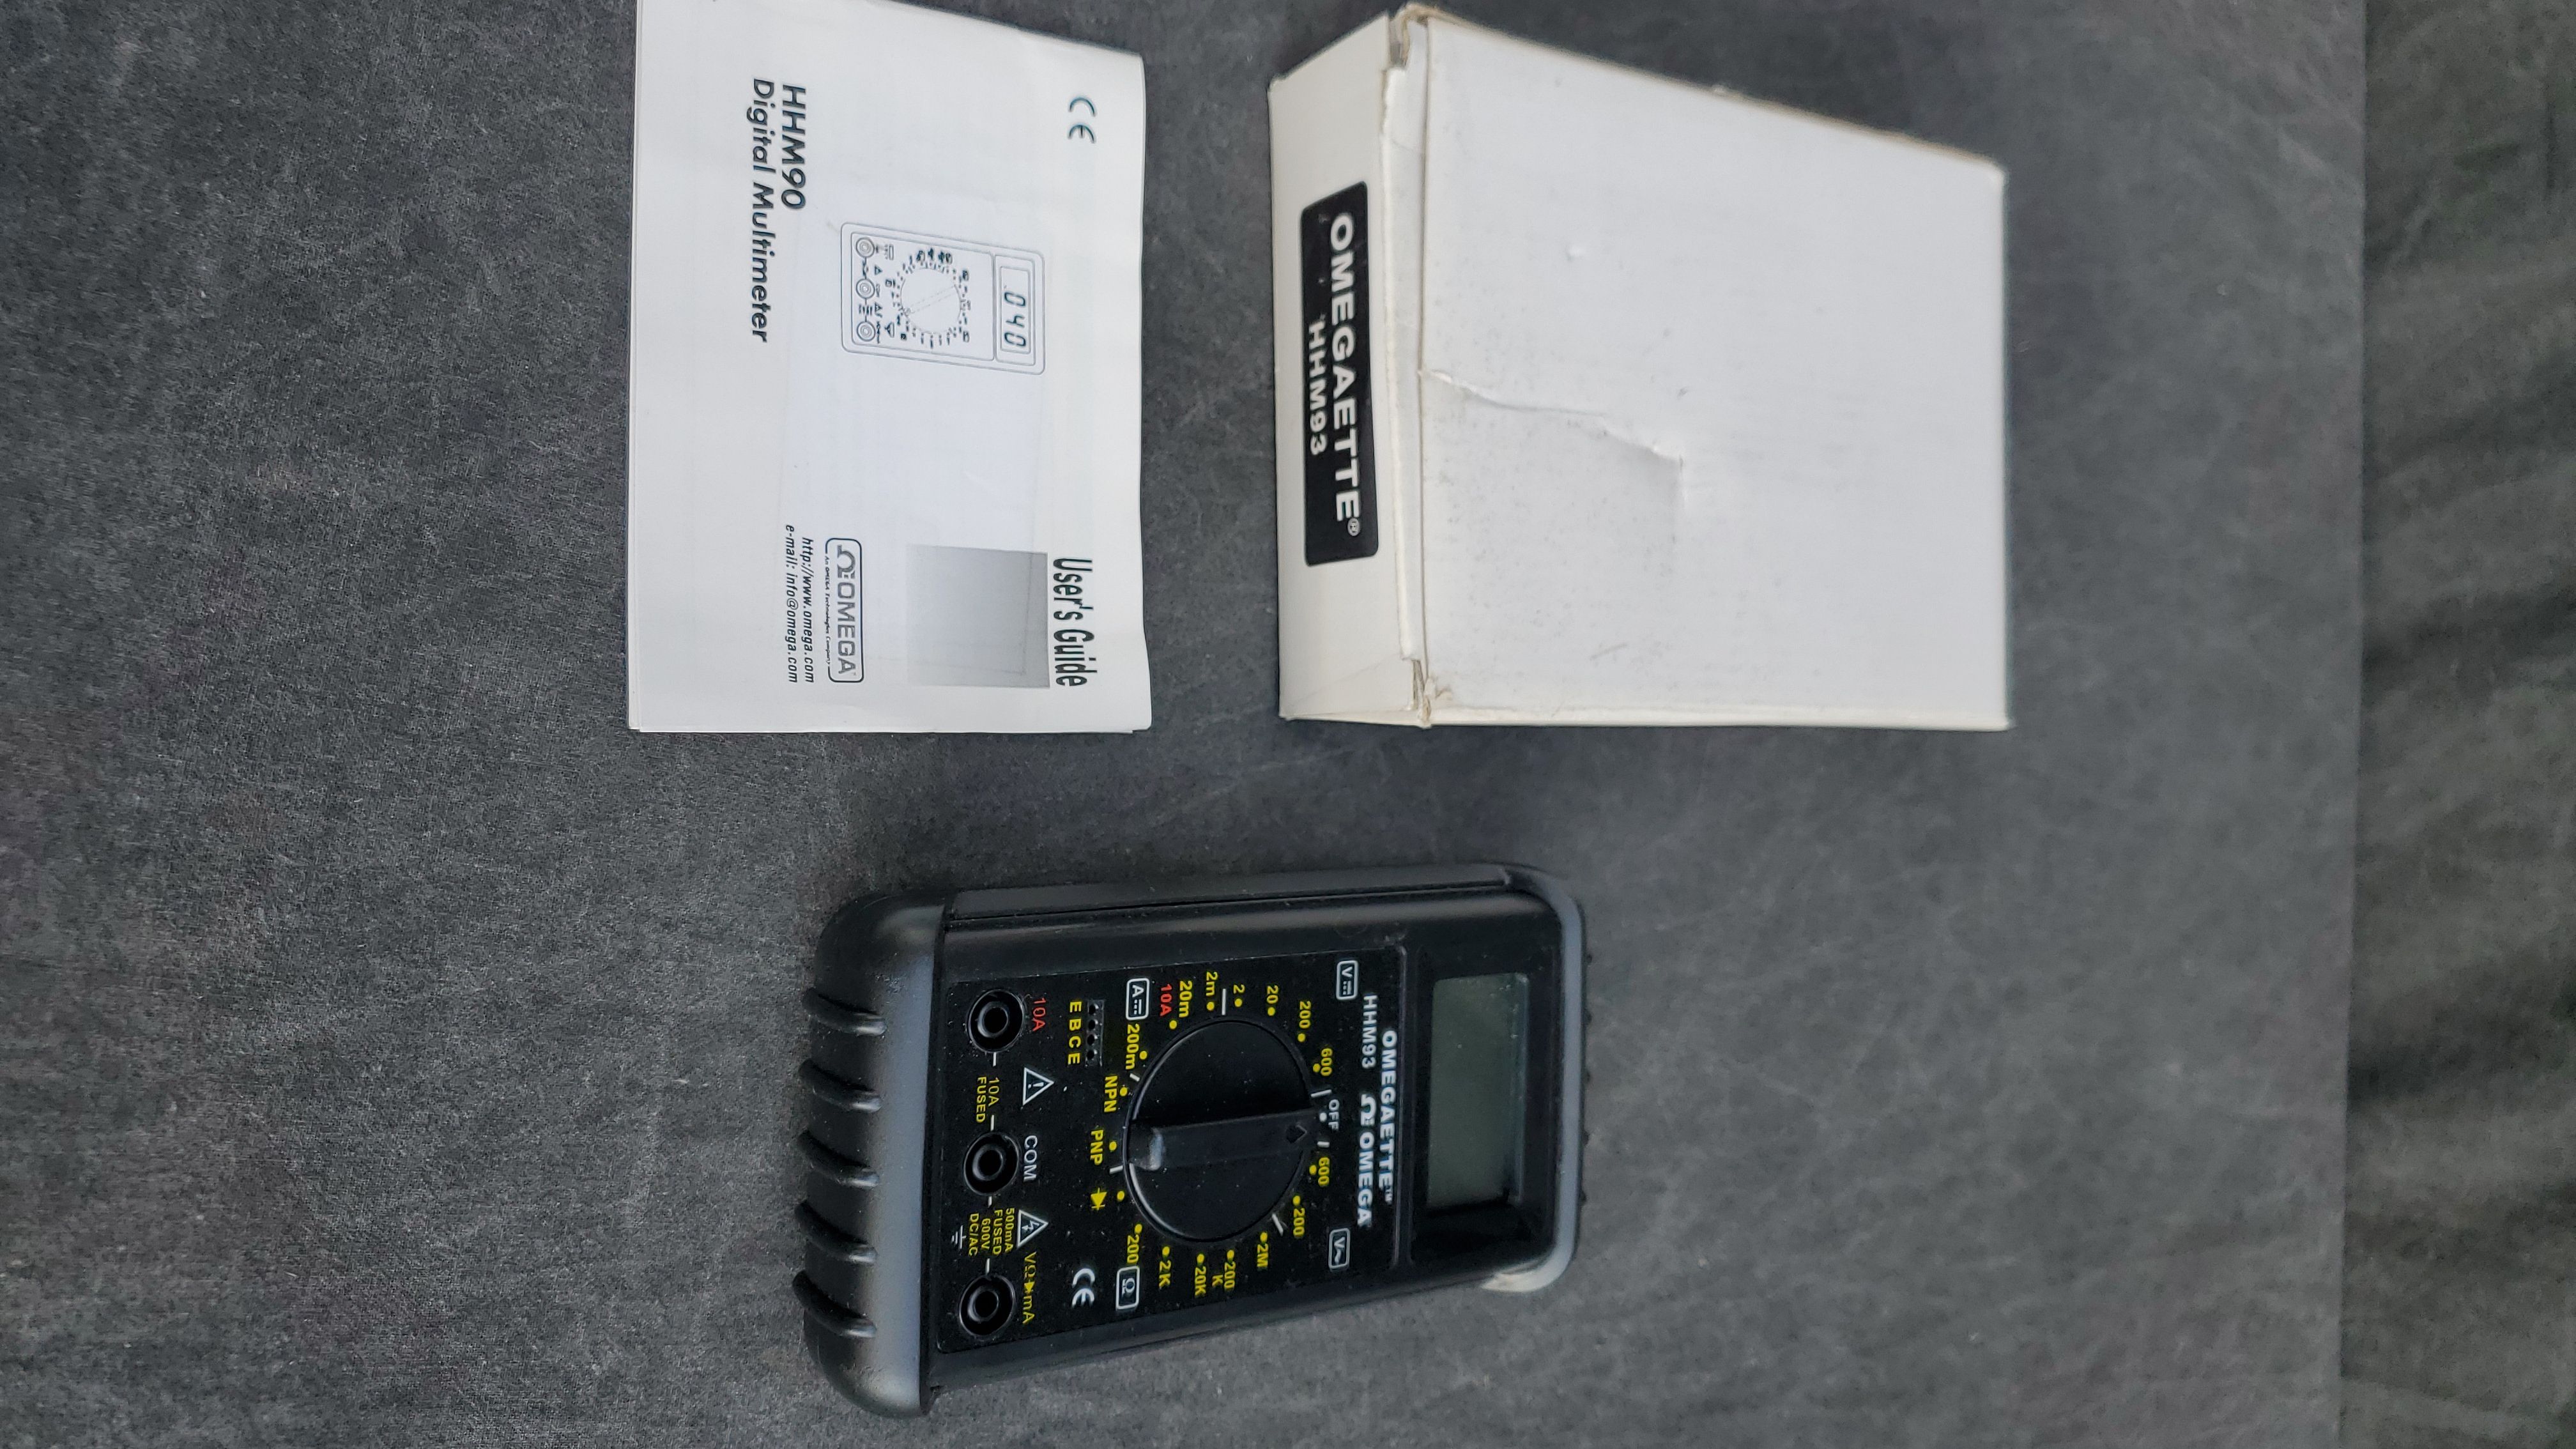 OMEGAETTE®
HHM93
CE
User's Guide
040
HHM90
Digital Multimeter
Ω OMEGA®
http://www.omega.com
e-mail: info@omega.com
OMEGAETTE™
HHM93 Ω OMEGA
V
V~
OFF
600
600
200
200
20
2M
2
200
K
2m
20K
20m
2K
10A
200
A
Ω
200m
NPN
PNP
E B C E
CE
10A
COM
VΩ mA
10A
FUSED
500mA
FUSED
600V
DC/AC